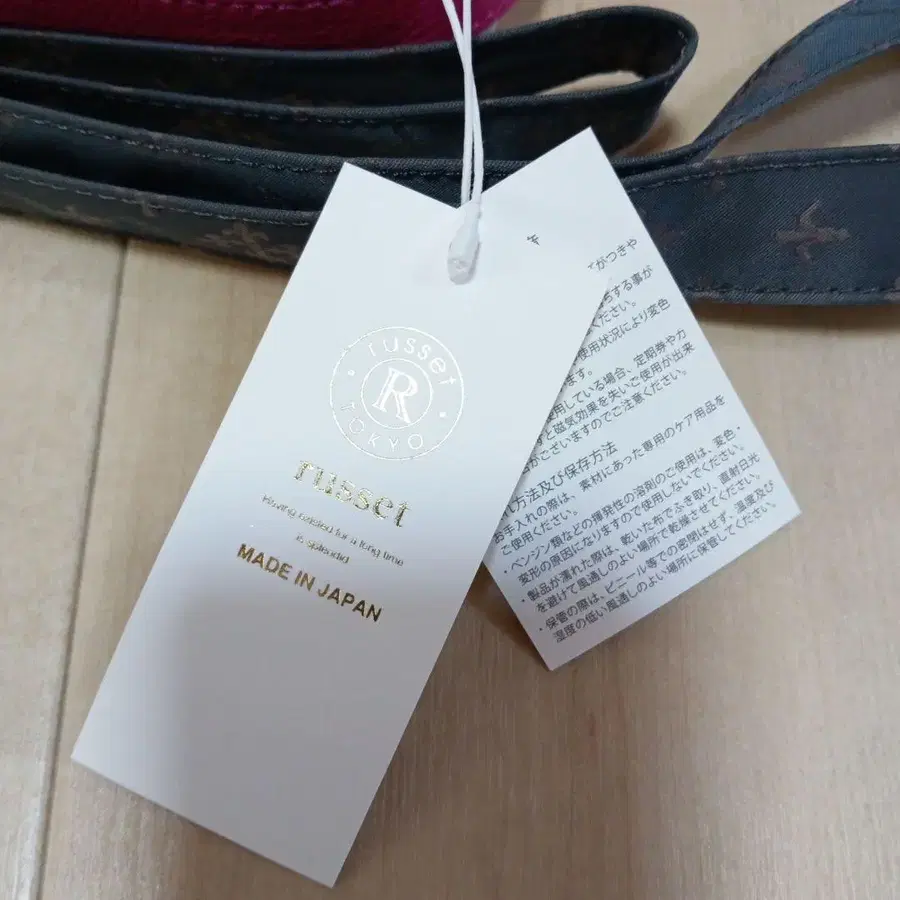 russet
R
TOKYO
russet
Having rested for a long time
is splendid
MADE IN JAPAN
がつきや
する事が
ださい。
使用状況により変色
ます。
用している場合、定期券やカ
ずと磁気効果を失いご使用が出来
がございますのでご注意ください。
れ方法及び保存方法
お手入れの際は、素材にあった専用のケア用品を
ご使用ください。
・ベンジン類などの揮発性の溶剤のご使用は、変色・
変形の原因になりますので使用しないでください。
・製品が濡れた際は、乾いた布でふき取り、直射日光
を避けて風通しのよい場所で乾燥させてください。
・保管の際は、ビニール等での密閉はせず、温度及び
湿度の低い風通しのよい場所に保管してください。